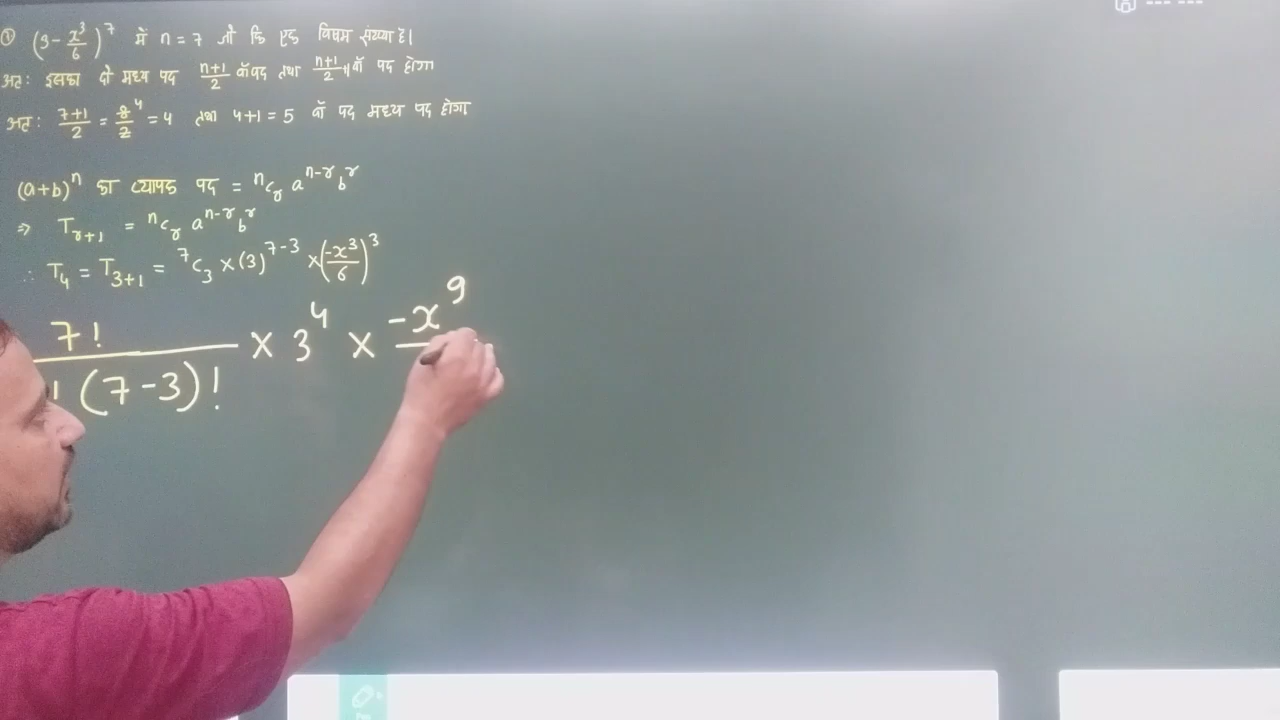 ① (3 - x³/6)⁷ में n = 7 जो कि एक विषम संख्या है।
अतः इसका दो मध्य पद n+1/2 वाँ पद तथा n+1/2 +1 वाँ पद होगा
अतः 7+1/2 = 8/2 4 = 4 तथा 4+1 = 5 वाँ पद मध्य पद होगा
(a+b)ⁿ का व्यापक पद = ⁿcᵣ aⁿ⁻ʳ bʳ
⇒ Tᵣ₊₁ = ⁿcᵣ aⁿ⁻ʳ bʳ
∴ T₄ = T₃₊₁ = ⁷c₃ × (3)⁷⁻³ × (-x³/6)³
7! / ! (7-3)! × 3⁴ × -x⁹
Pen